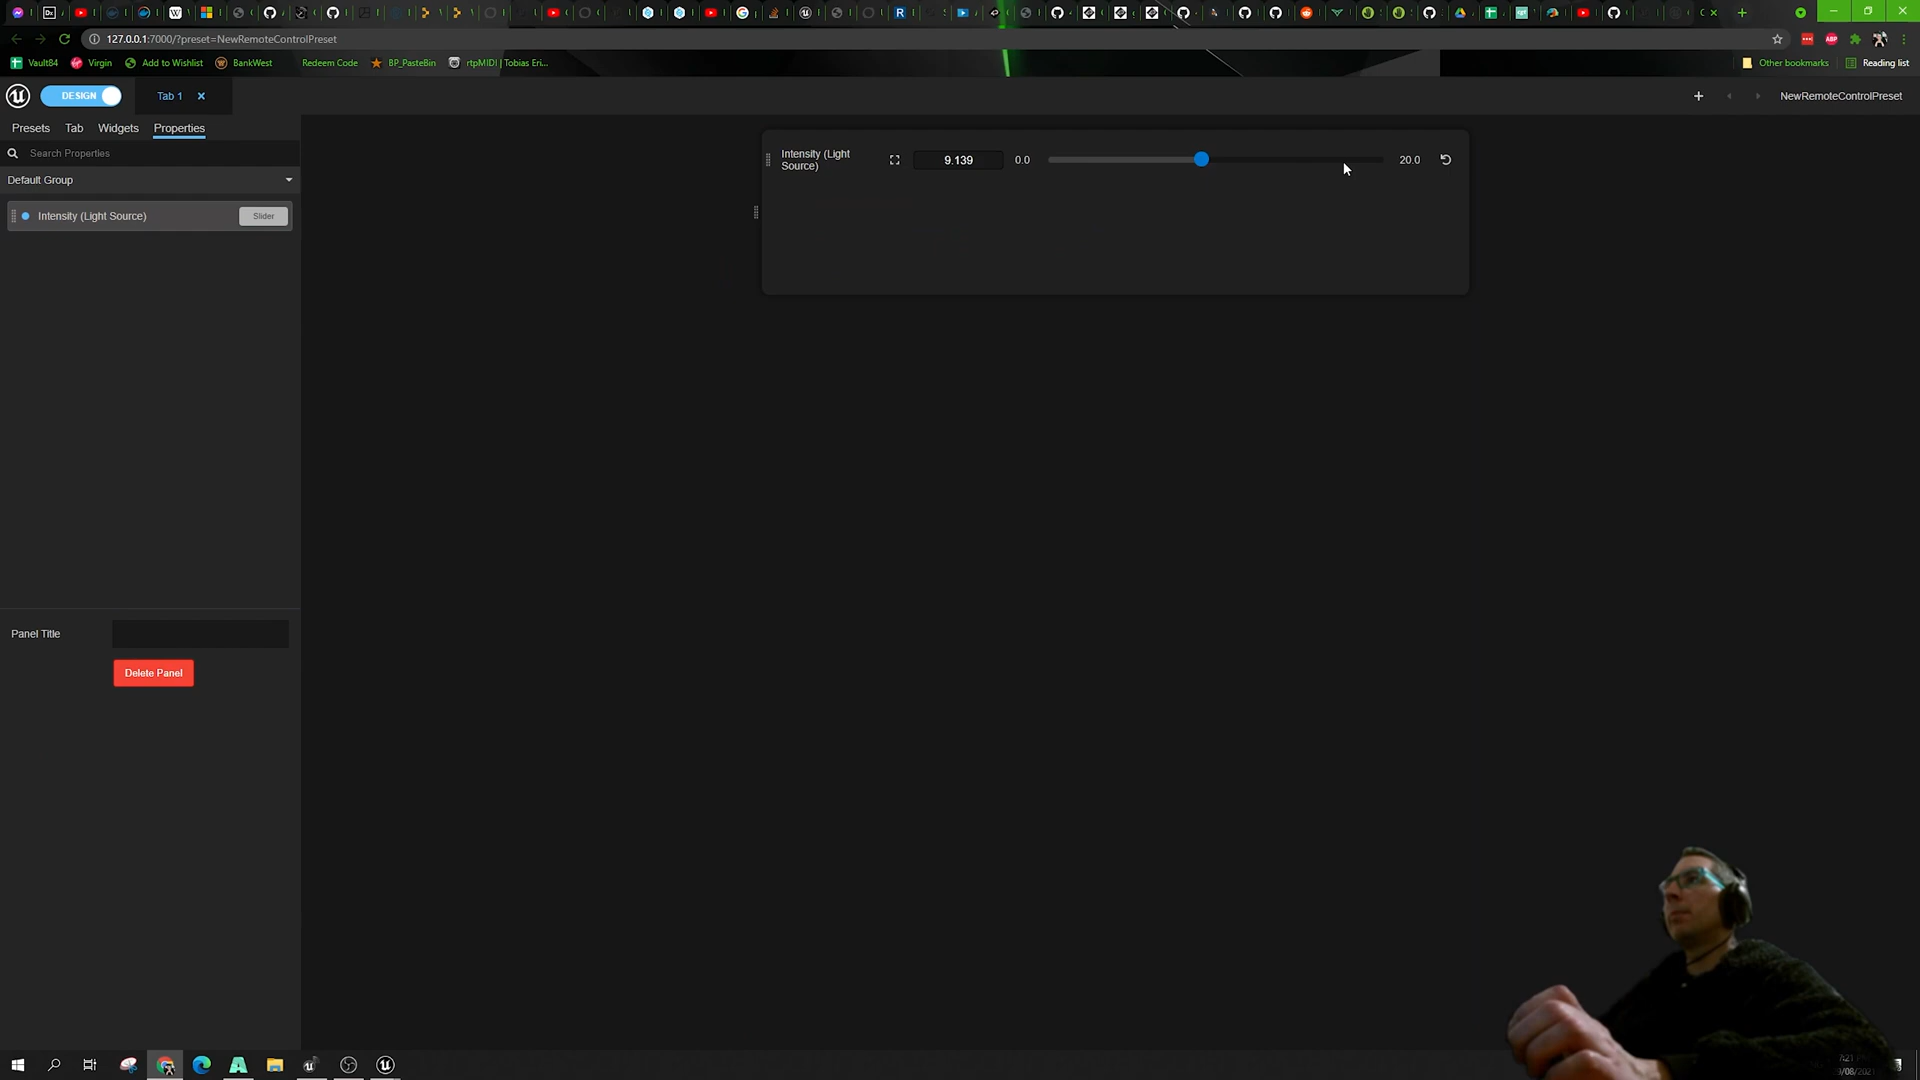 127.0.0.1:7000/?preset=NewRemoteControlPreset
Vault84
Virgin
Add to Wishlist
BankWest
Redeem Code
BP_PasteBin
rtpMIDI | Tobias Eri...
Other bookmarks
Reading list
DESIGN
Tab 1
NewRemoteControlPreset
Presets
Tab
Widgets
Properties
Search Properties
Default Group
Intensity (Light Source)
Slider
Intensity (Light
Source)
9.139
0.0
20.0
Panel Title
Delete Panel